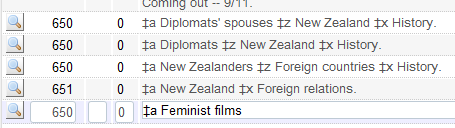 Coming out -- 9/11.
650 0 ‡a Diplomats' spouses ‡z New Zealand ‡x History.
650 0 ‡a Diplomats ‡z New Zealand ‡x History.
650 0 ‡a New Zealanders ‡z Foreign countries ‡x History.
651 0 ‡a New Zealand ‡x Foreign relations.
650 0 ‡a Feminist films